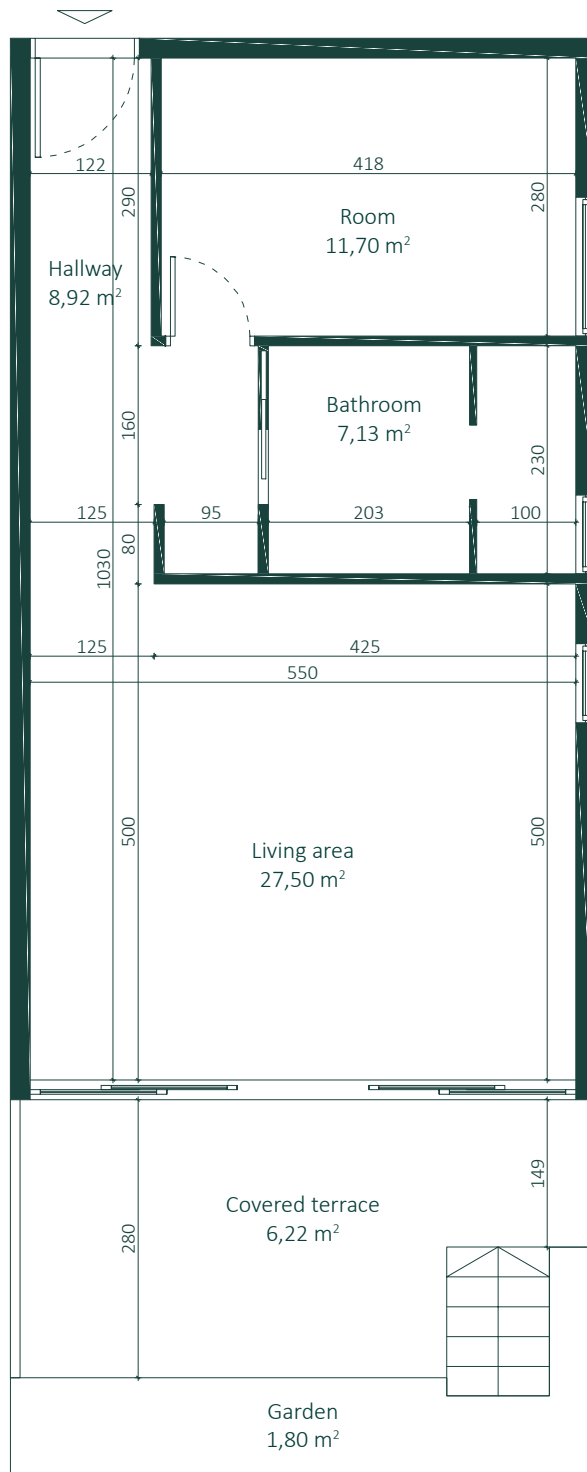 122
418
290
280
Room
11,70 m²
Hallway
8,92 m²
Bathroom
7,13 m²
160
230
125
95
203
100
80
1030
125
425
550
500
500
Living area
27,50 m²
149
Covered terrace
6,22 m²
280
Garden
1,80 m²